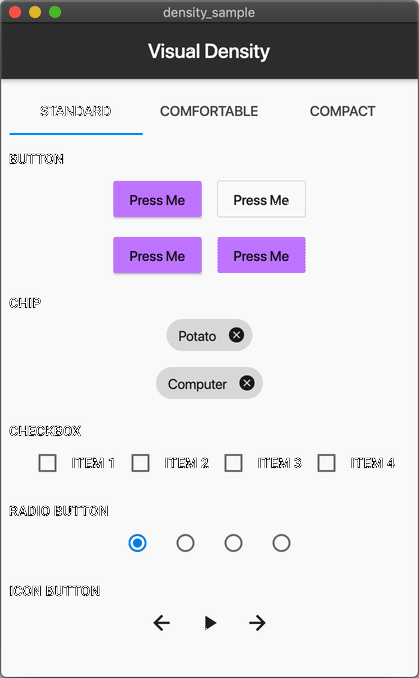 density_sample
Visual Density
STANDARD COMFORTABLE COMPACT
BUTTON
Press Me Press Me
Press Me Press Me
CHIP
Potato
Computer
CHECKBOX
ITEM 1 ITEM 2 ITEM 3 ITEM 4
RADIO BUTTON
ICON BUTTON